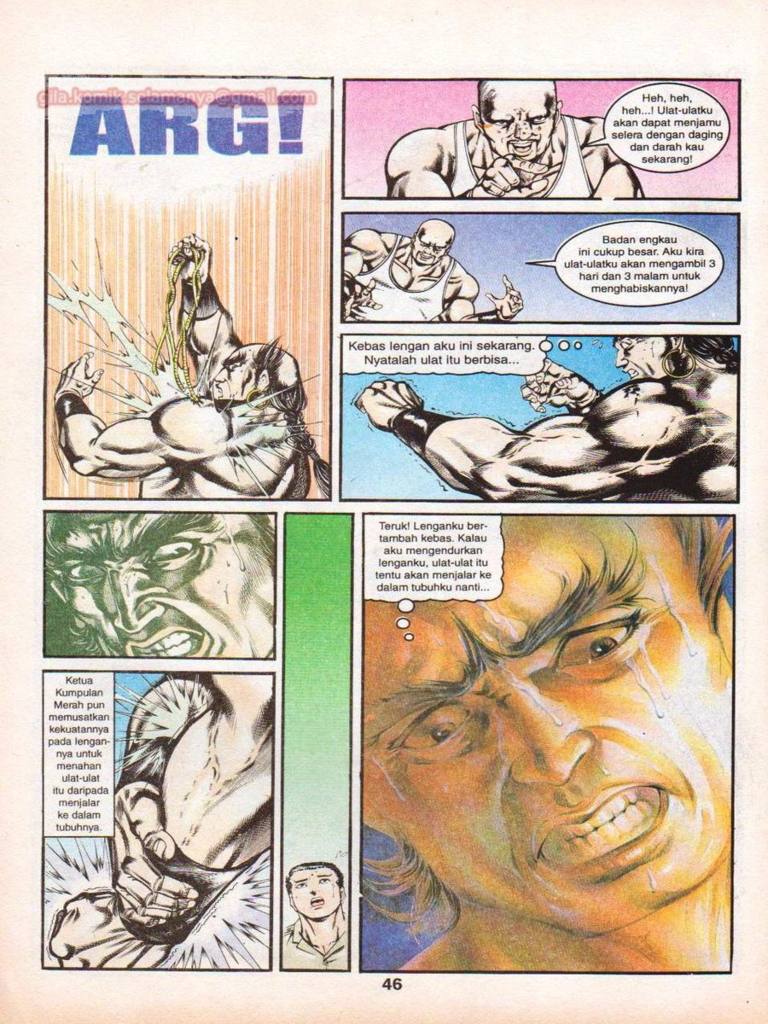 gila.komik.selamanya@gmail.com
ARG!
Heh, heh,
heh...! Ulat-ulatku
akan dapat menjamu
selera dengan daging
dan darah kau
sekarang!
Badan engkau
ini cukup besar. Aku kira
ulat-ulatku akan mengambil 3
hari dan 3 malam untuk
menghabiskannya!
Kebas lengan aku ini sekarang.
Nyatalah ulat itu berbisa...
Teruk! Lenganku ber-
tambah kebas. Kalau
aku mengendurkan
lenganku, ulat-ulat itu
tentu akan menjalar ke
dalam tubuhku nanti...
Ketua
Kumpulan
Merah pun
memusatkan
kekuatannya
pada lengan-
nya untuk
menahan
ulat-ulat
itu daripada
menjalar
ke dalam
tubuhnya.
46